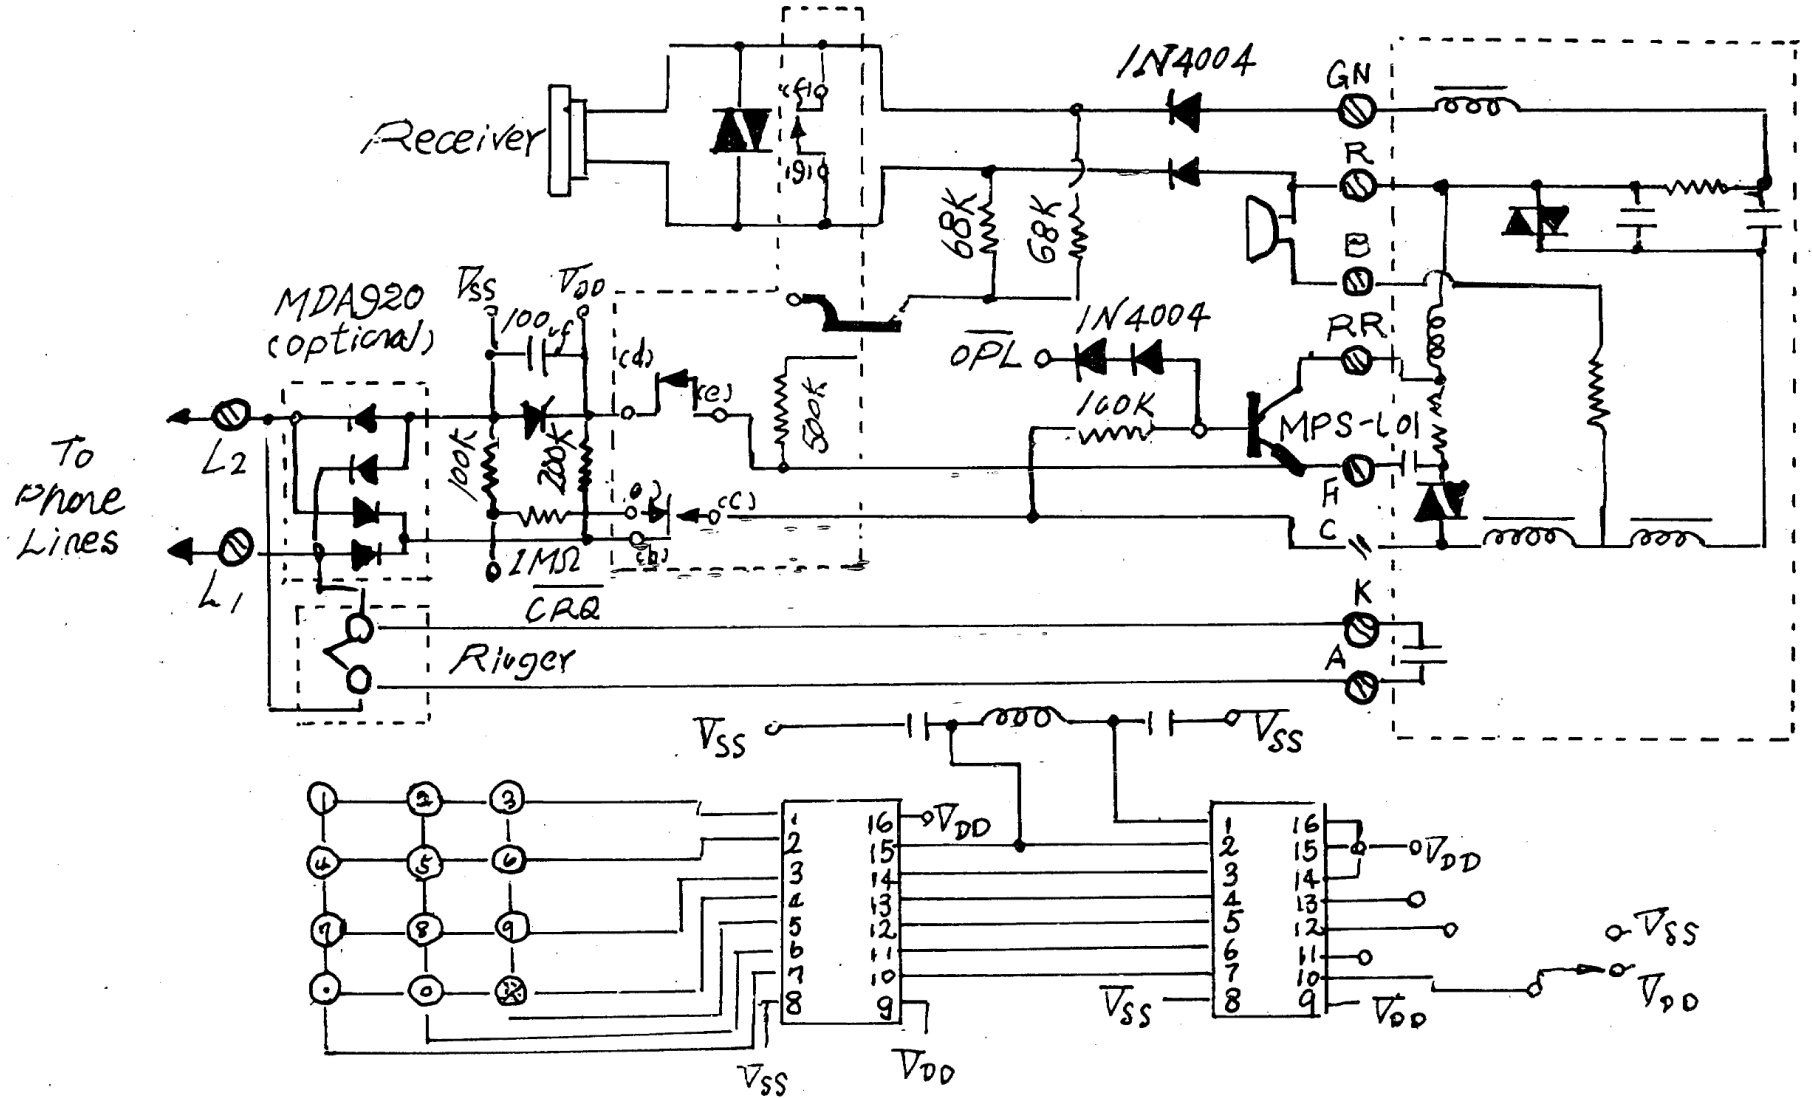 1N4004
GN
Receiver
(f)
(g)
R
68K
68K
B
MDA920
(optional)
VSS
VDD
100uf
1N4004
OPL
RR
(d)
(e)
500K
100K
MPS-L01
To
Phone
Lines
L2
100K
200K
(a)
(c)
(b)
F
C
L1
1MΩ
CRQ
K
Ringer
A
VSS
VSS
1 2 3
4 5 6
7 8 9
0
1 16 VDD
2 15
3 14
4 13
5 12
6 11
7 10
8 9
VSS VDD
1 16
2 15 VDD
3 14
4 13
5 12
6 11
7 10
VSS 8 9 VDD
VSS
VDD